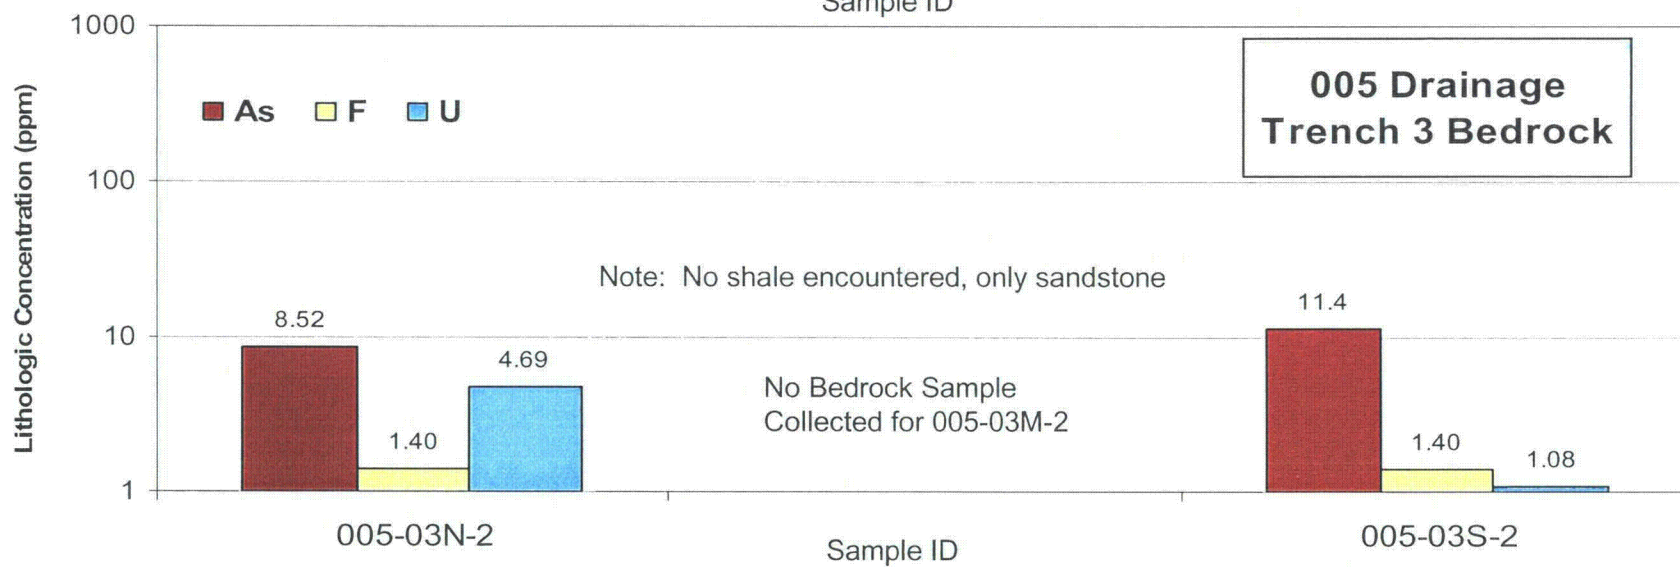 Sample ID
1000
As F U
005 Drainage
Trench 3 Bedrock
Lithologic Concentration (ppm)
100
Note: No shale encountered, only sandstone
11.4
8.52
10
4.69
No Bedrock Sample
Collected for 005-03M-2
1.40
1.40
1.08
1
005-03N-2
005-03S-2
Sample ID